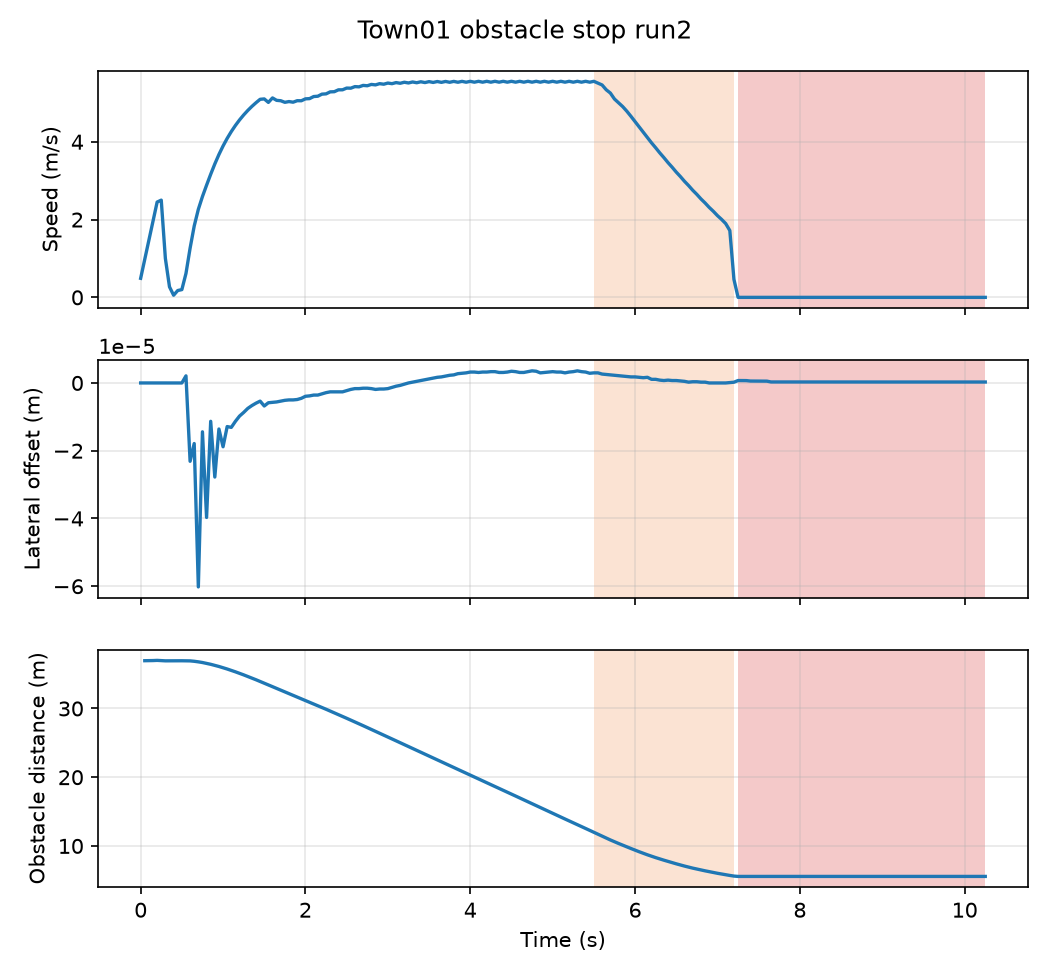 Town01 obstacle stop run2
Speed (m/s)
4
2
0
1e−5
Lateral offset (m)
0
−2
−4
−6
Obstacle distance (m)
30
20
10
0 2 4 6 8 10
Time (s)